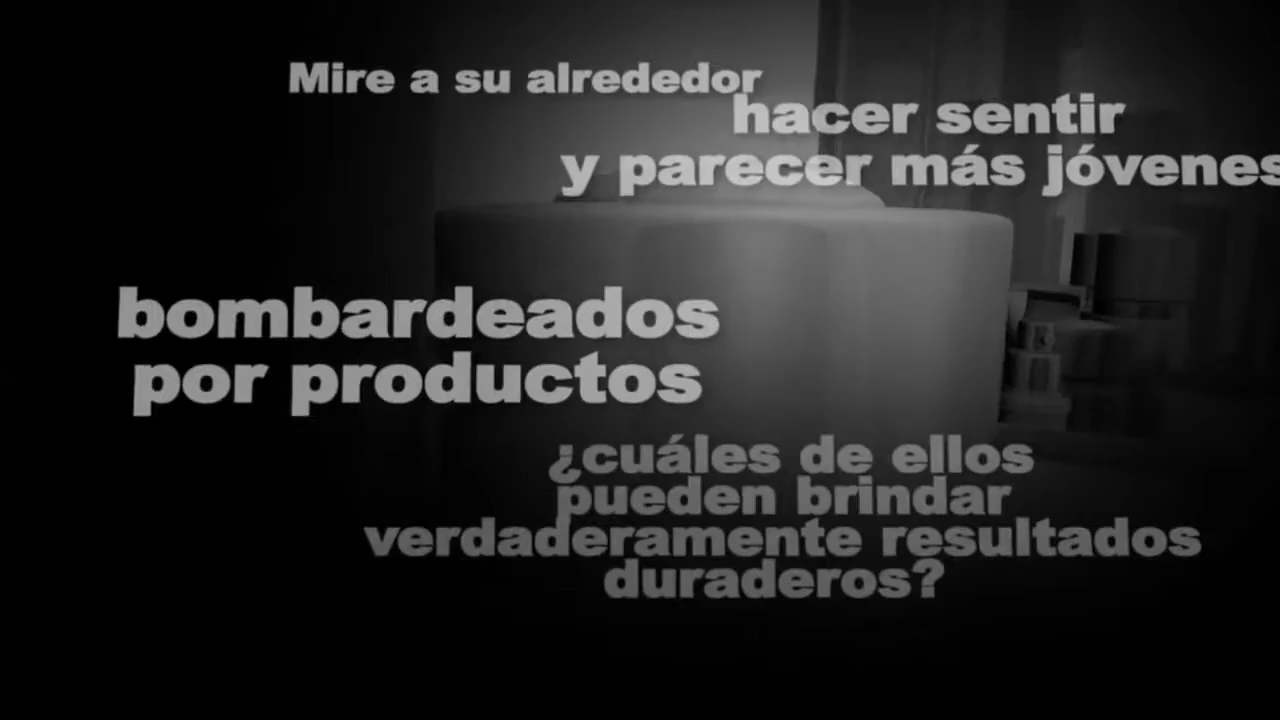 Mire a su alrededor
hacer sentir
y parecer más jóvenes
bombardeados
por productos
¿cuáles de ellos
pueden brindar
verdaderamente resultados
duraderos?